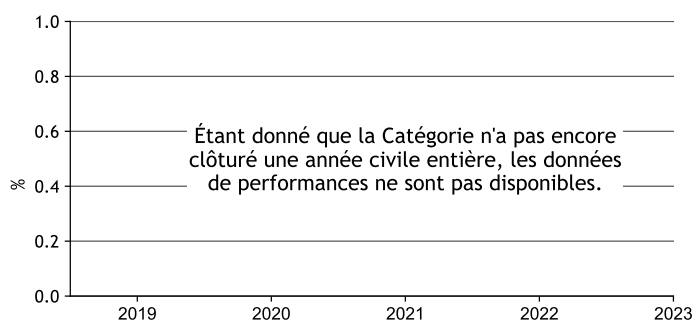 1.0
0.8
0.6
0.4
0.2
0.0
%
Étant donné que la Catégorie n'a pas encore
clôturé une année civile entière, les données
de performances ne sont pas disponibles.
2019 2020 2021 2022 2023